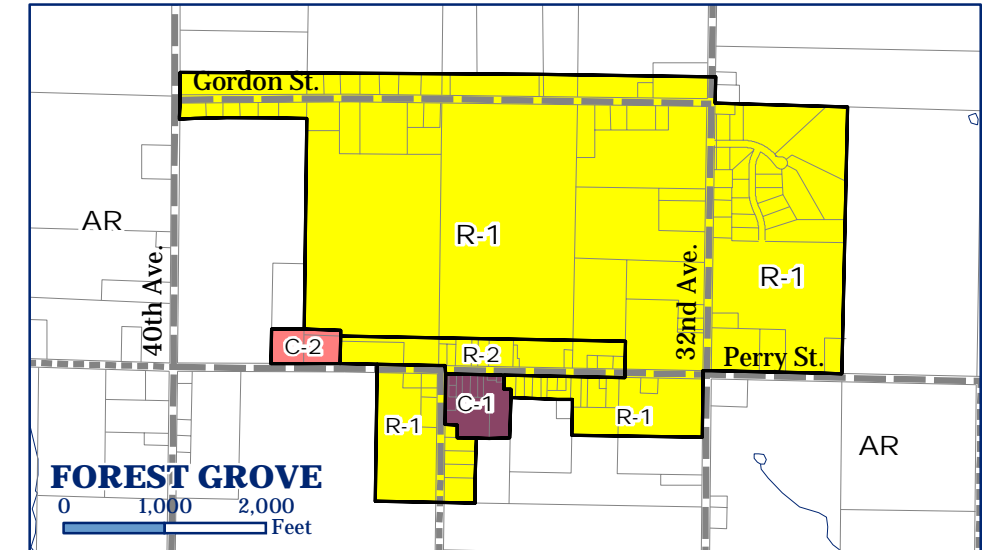 Gordon St.
AR
R-1
40th Ave.
32nd Ave.
R-1
C-2
R-2
Perry St.
C-1
R-1
R-1
AR
FOREST GROVE
0 1,000 2,000
Feet